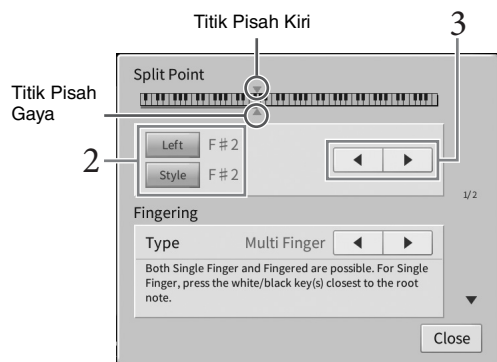 Titik Pisah Kiri
3
Split Point
Titik Pisah
Gaya
2
Left F♯2
Style F♯2
1/2
Fingering
Type Multi Finger
Both Single Finger and Fingered are possible. For Single
Finger, press the white/black key(s) closest to the root
note.
Close